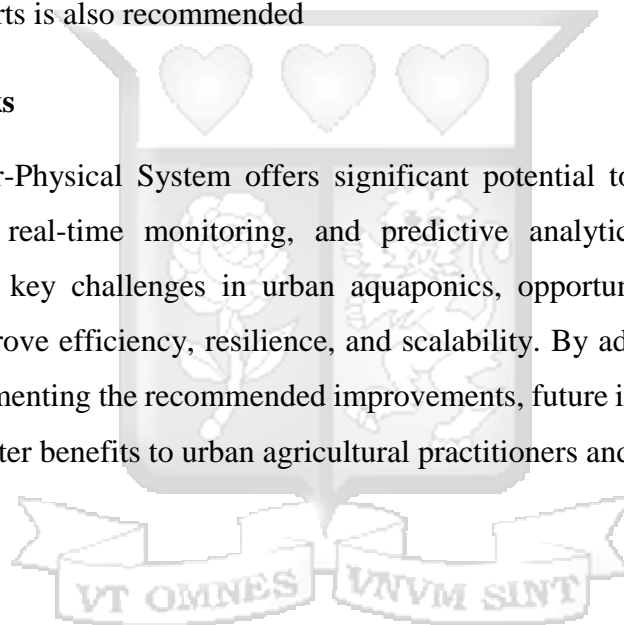 rts is also recommended
ks
r-Physical System offers significant potential to
real-time monitoring, and predictive analytic
key challenges in urban aquaponics, opportun
rove efficiency, resilience, and scalability. By ad
menting the recommended improvements, future i
ter benefits to urban agricultural practitioners and
VT OMNES VNVM SINT